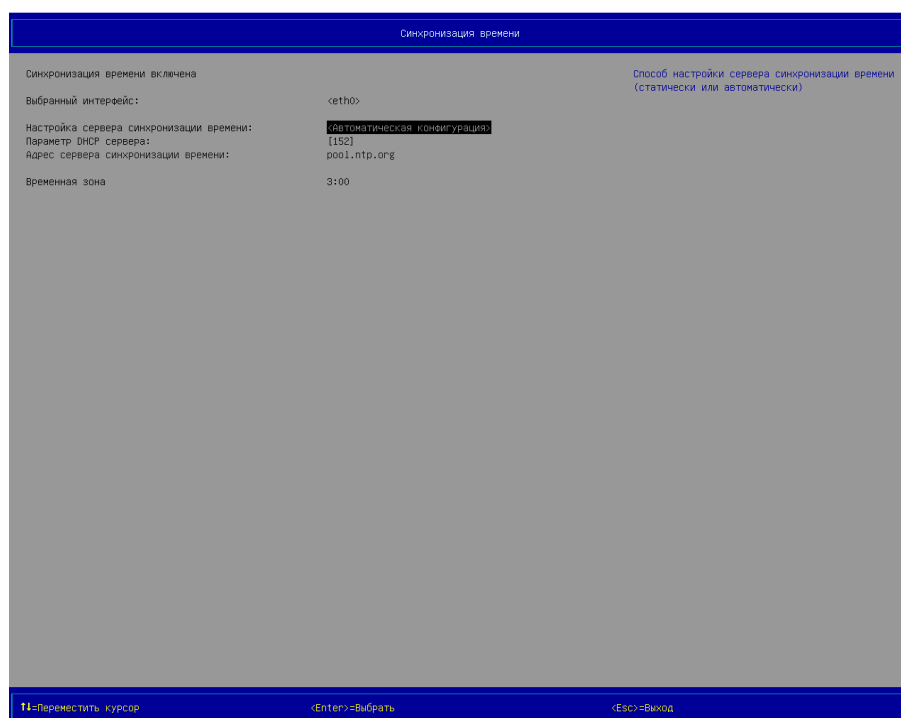 Синхронизация времени
Синхронизация времени включена
Способ настройки сервера синхронизации времени
(статически или автоматически)
Выбранный интерфейс: <eth0>
Настройка сервера синхронизации времени: <Автоматическая конфигурация>
Параметр DHCP сервера: [152]
Адрес сервера синхронизации времени: pool.ntp.org
Временная зона 3:00
↑↓=Переместить курсор <Enter>=Выбрать <Esc>=Выход